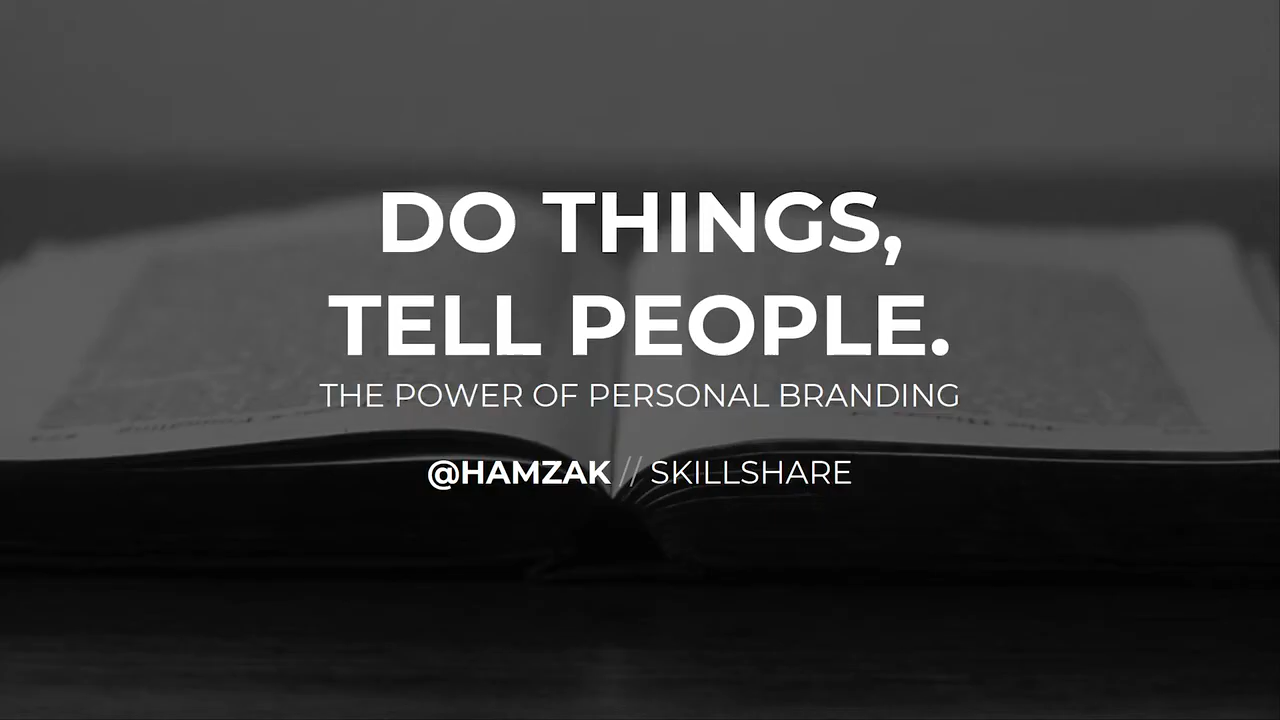 DO THINGS,
TELL PEOPLE.
THE POWER OF PERSONAL BRANDING
@HAMZAK // SKILLSHARE